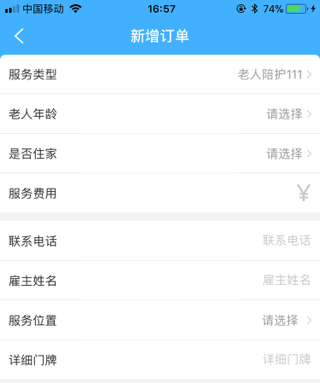 中国移动 16:57 74%
新增订单
服务类型 老人陪护111
老人年龄 请选择
是否住家 请选择
服务费用 ¥
联系电话 联系电话
雇主姓名 雇主姓名
服务位置 请选择
详细门牌 详细门牌